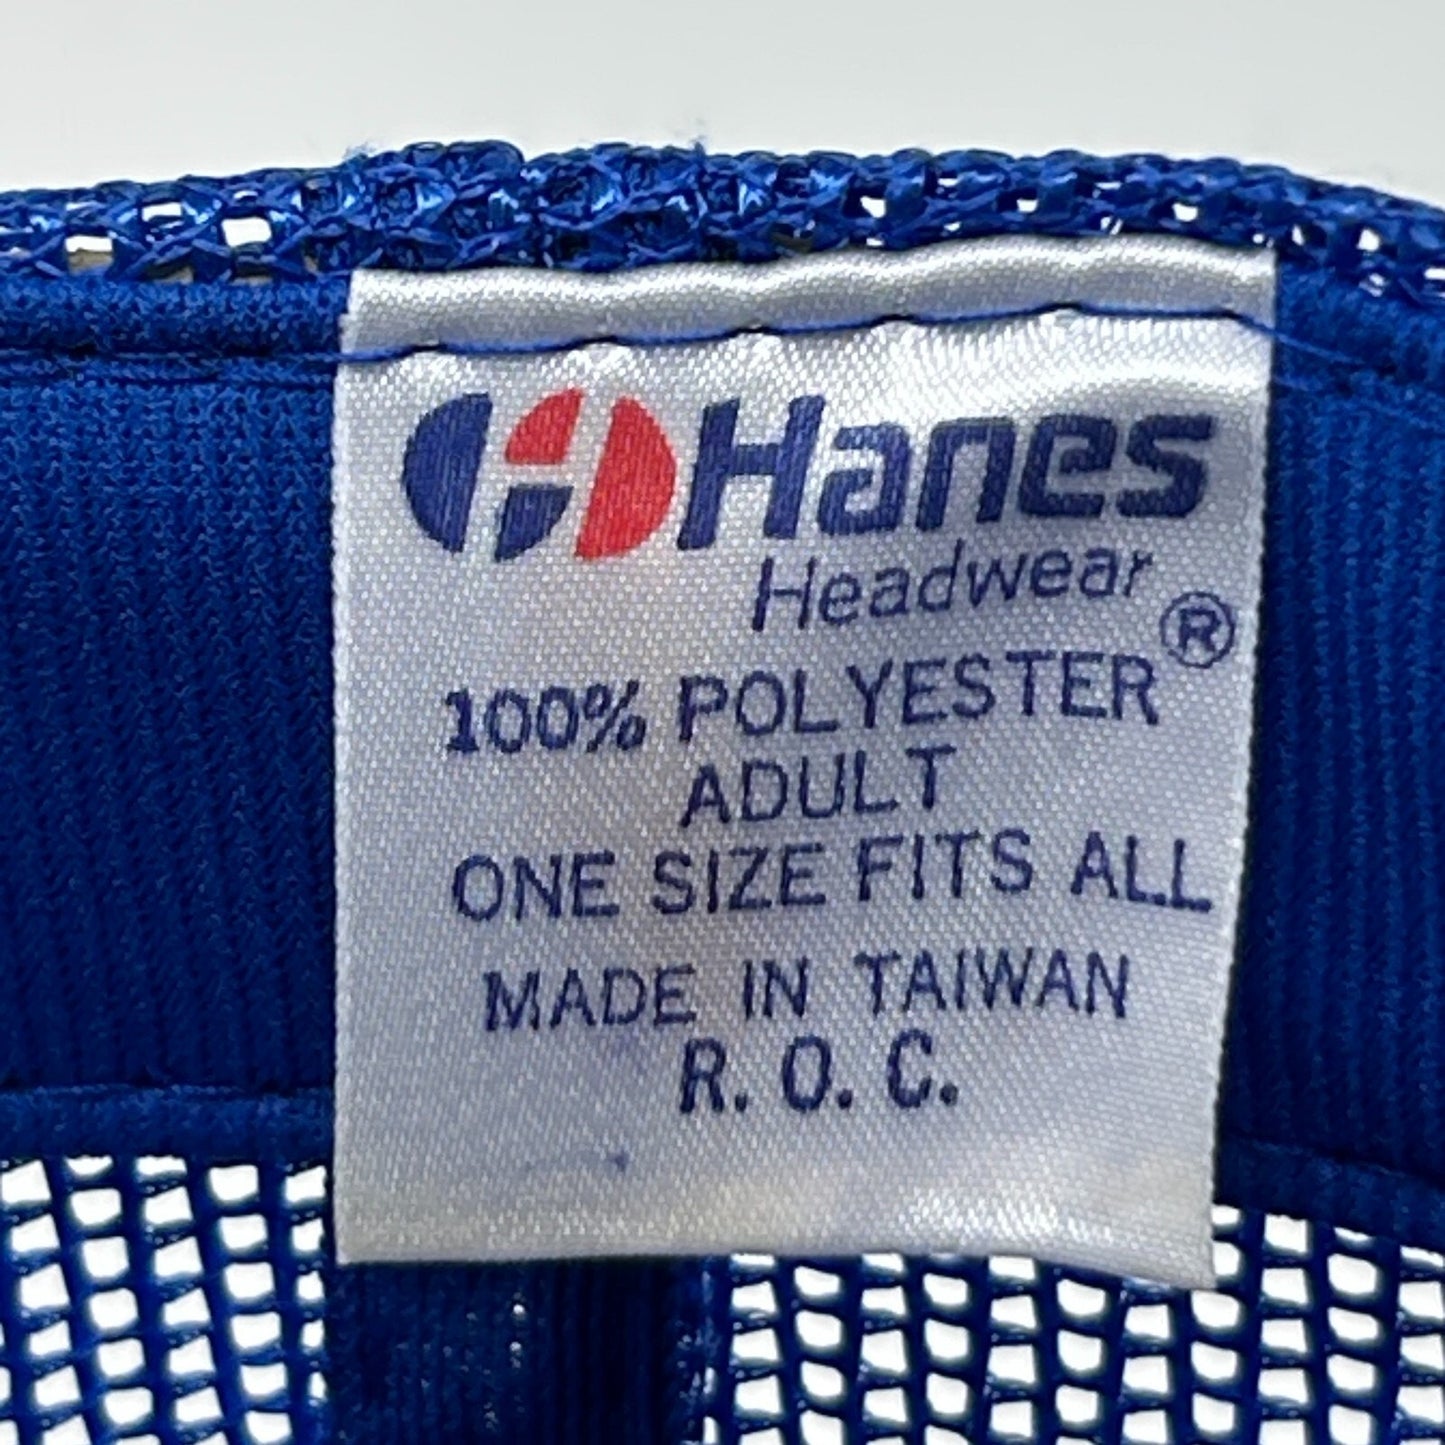 Hanes
Headwear
®
100% POLYESTER
ADULT
ONE SIZE FITS ALL
MADE IN TAIWAN
R. O. C.